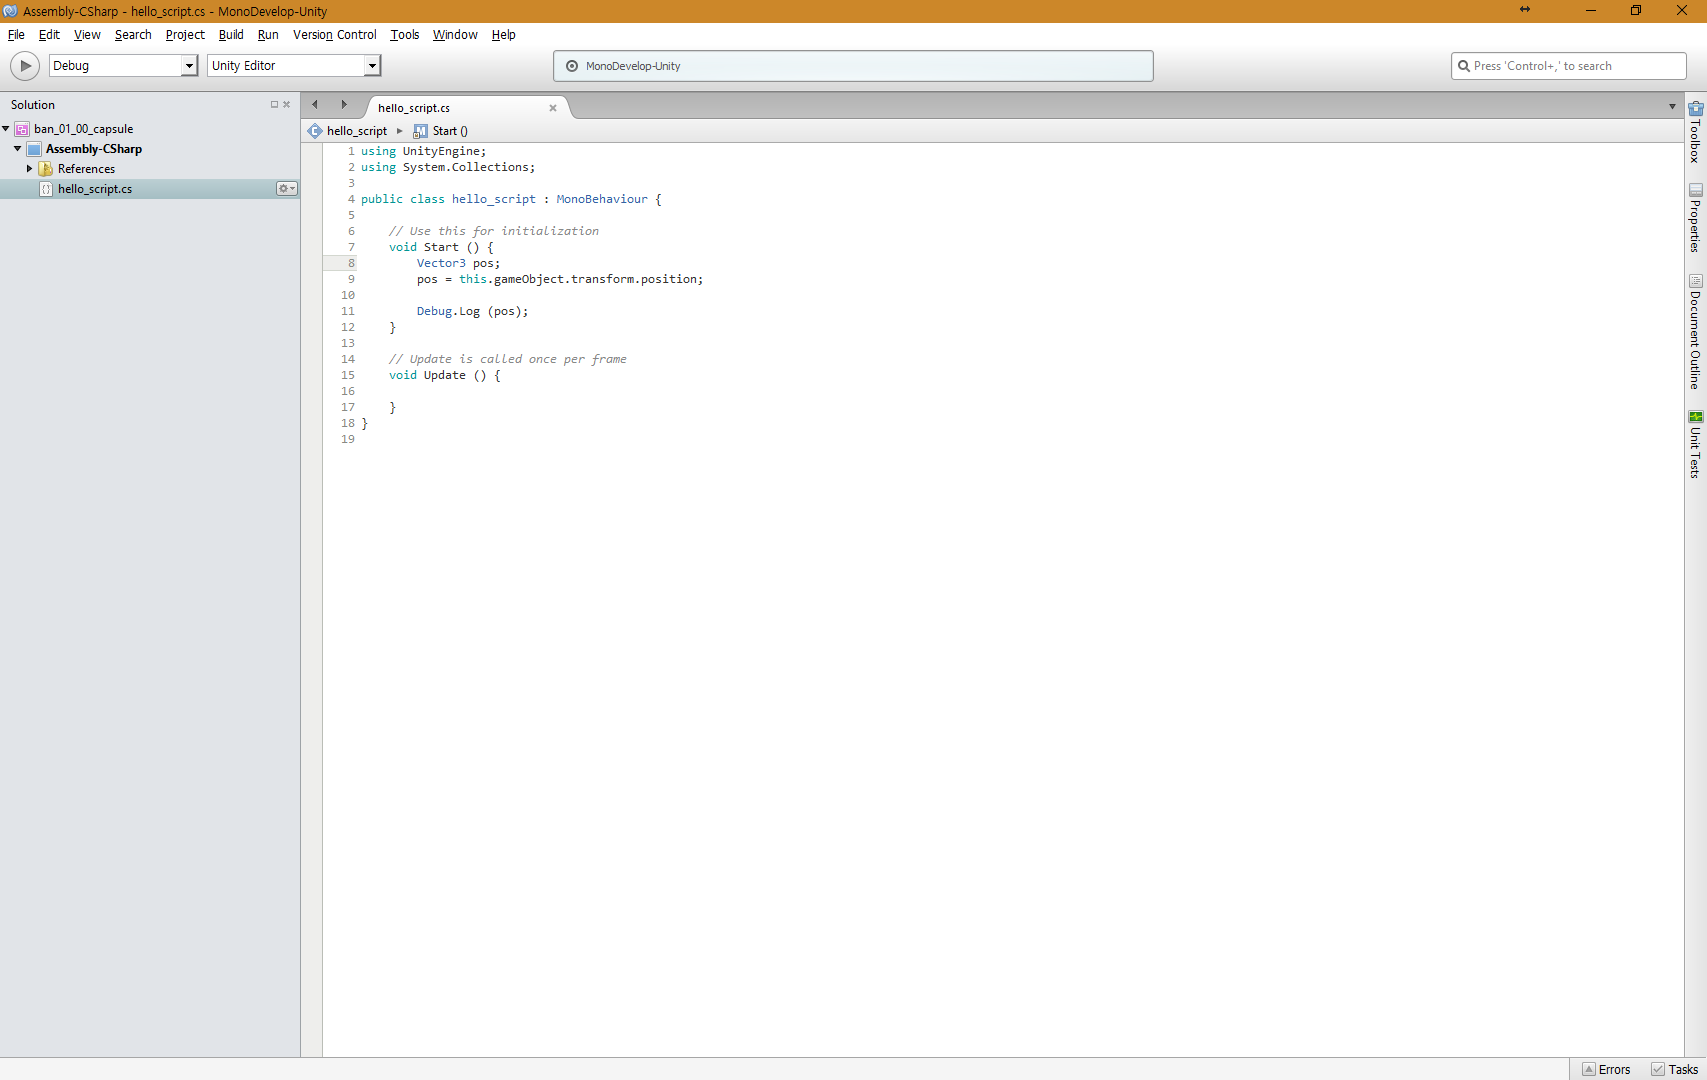 Assembly-CSharp - hello_script.cs - MonoDevelop-Unity
File Edit View Search Project Build Run Version Control Tools Window Help
Debug Unity Editor MonoDevelop-Unity Press 'Control+,' to search
Solution
ban_01_00_capsule
Assembly-CSharp
References
hello_script.cs
hello_script.cs
hello_script Start ()
1 using UnityEngine;
2 using System.Collections;
3
4 public class hello_script : MonoBehaviour {
5
6 // Use this for initialization
7 void Start () {
8 Vector3 pos;
9 pos = this.gameObject.transform.position;
10
11 Debug.Log (pos);
12 }
13
14 // Update is called once per frame
15 void Update () {
16
17 }
18 }
19
Toolbox
Properties
Document Outline
Unit Tests
Errors Tasks